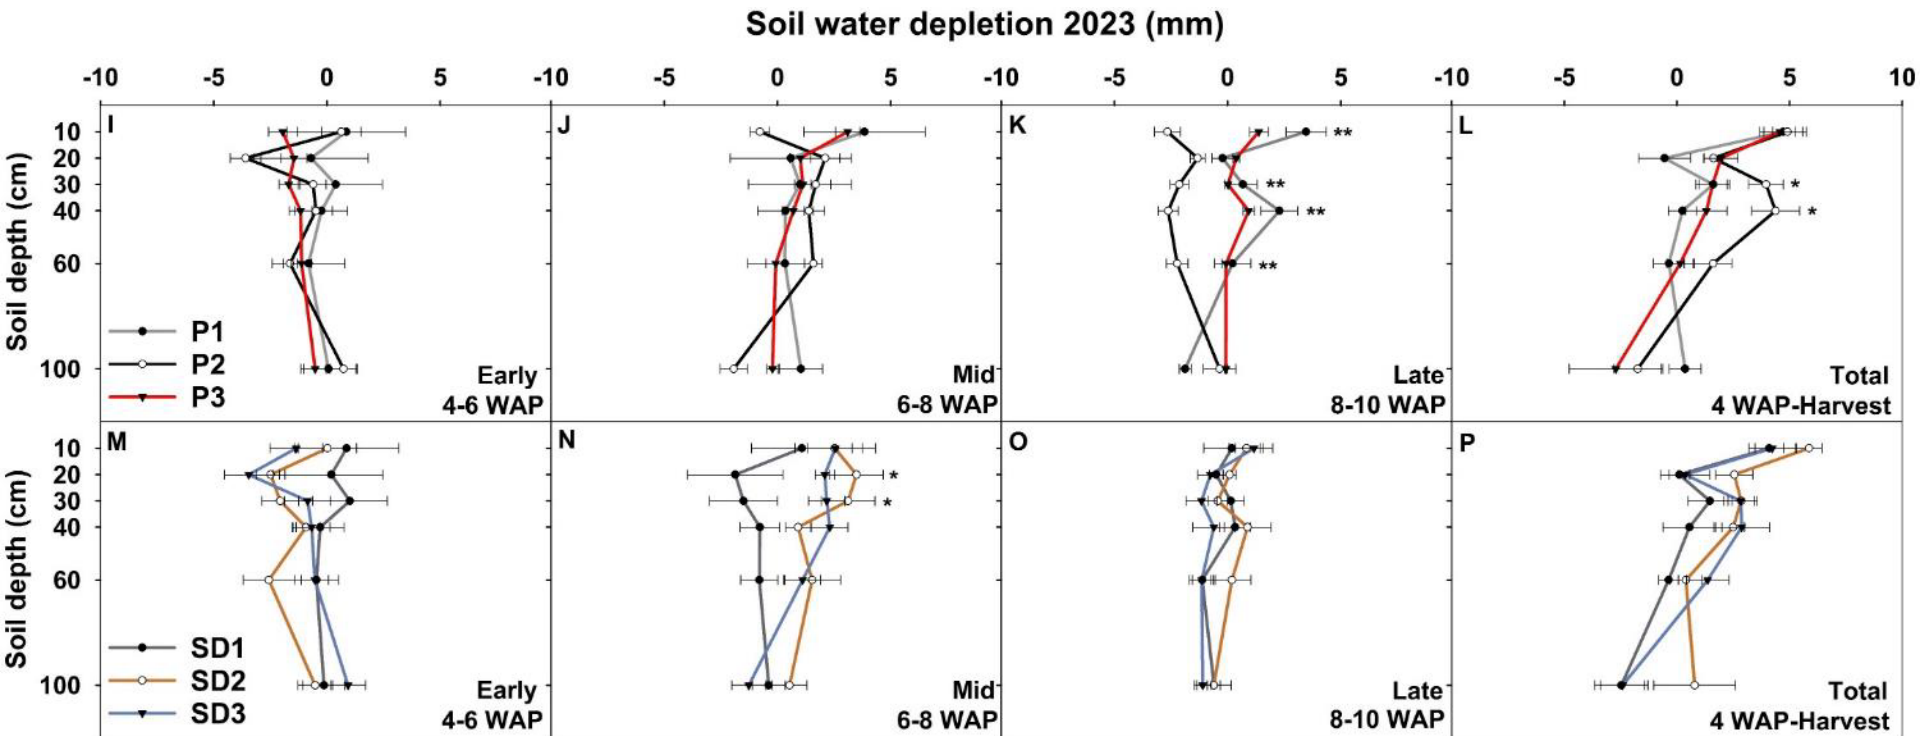 Soil water depletion 2023 (mm)
-10 -5 0 5 -10 -5 0 5 -10 -5 0 5 -10 -5 0 5 10
I J K L
10 **
20
30 ** *
40 ** *
60 **
100
Soil depth (cm)
P1
P2
P3
Early
4-6 WAP
Mid
6-8 WAP
Late
8-10 WAP
Total
4 WAP-Harvest
M N O P
10
20 *
30 *
40
60
100
Soil depth (cm)
SD1
SD2
SD3
Early
4-6 WAP
Mid
6-8 WAP
Late
8-10 WAP
Total
4 WAP-Harvest